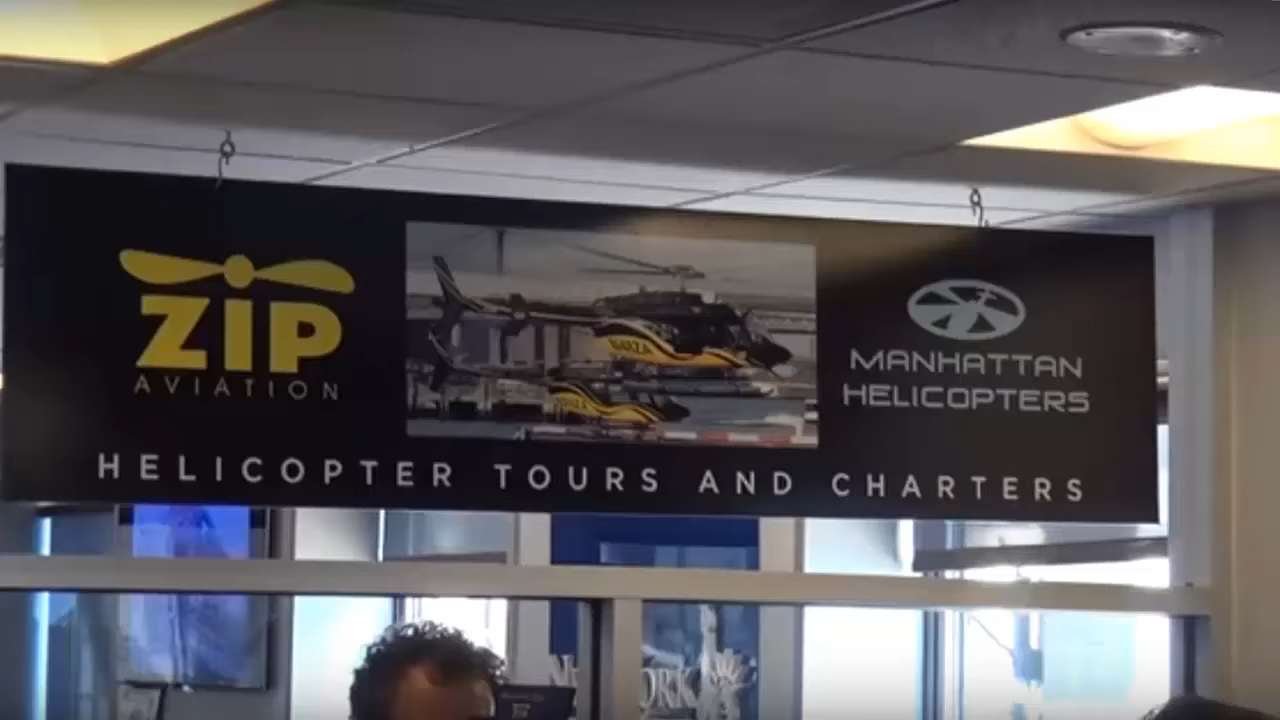 ZIP
AVIATION
MANHATTAN
HELICOPTERS
HELICOPTER TOURS AND CHARTERS